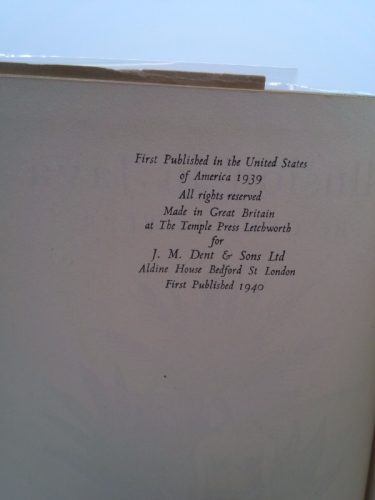 First Published in the United States
of America 1939
All rights reserved
Made in Great Britain
at The Temple Press Letchworth
for
J. M. Dent & Sons Ltd
Aldine House Bedford St London
First Published 1940